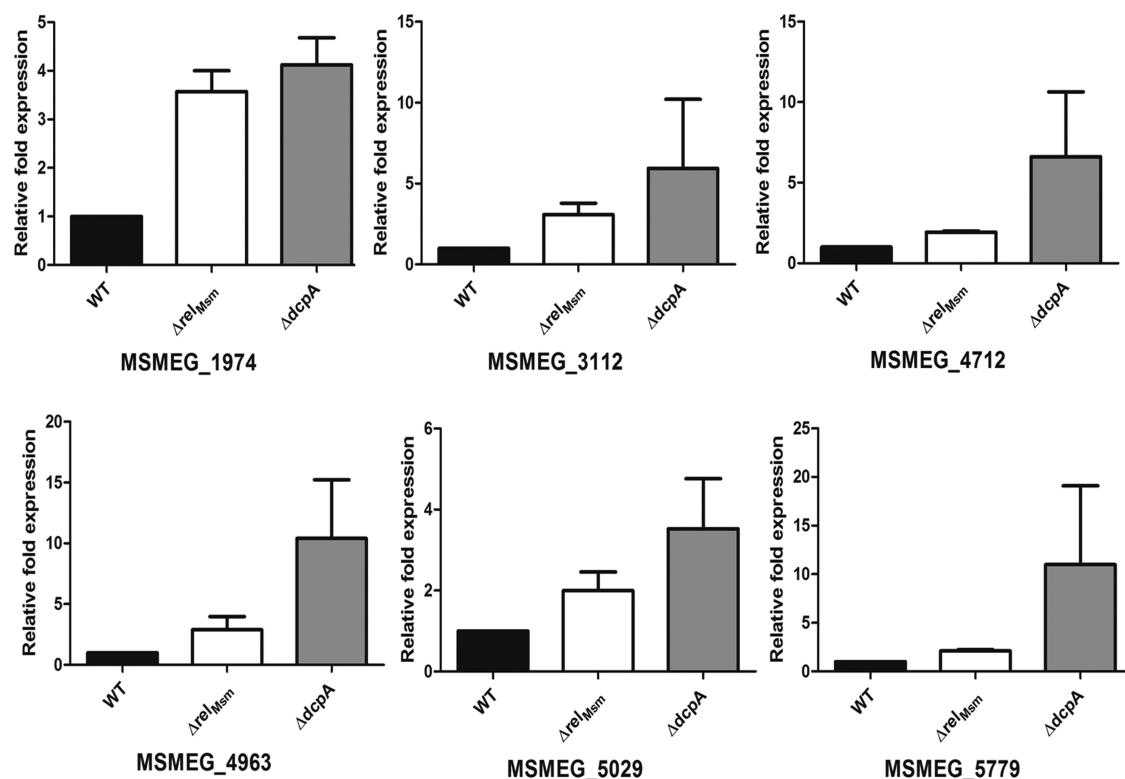 Relative fold expression
5
4
3
2
1
0
WT
ΔrelMsm
ΔdcpA
MSMEG_1974
Relative fold expression
15
10
5
0
WT
ΔrelMsm
ΔdcpA
MSMEG_3112
Relative fold expression
15
10
5
0
WT
ΔrelMsm
ΔdcpA
MSMEG_4712
Relative fold expression
20
15
10
5
0
WT
ΔrelMsm
ΔdcpA
MSMEG_4963
Relative fold expression
6
4
2
0
WT
ΔrelMsm
ΔdcpA
MSMEG_5029
Relative fold expression
25
20
15
10
5
0
WT
ΔrelMsm
ΔdcpA
MSMEG_5779